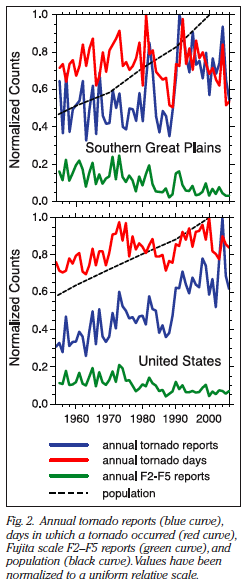 1.0
0.8
0.6
0.4
0.2
0.0
Normalized Counts
Southern Great Plains
1.0
0.8
0.6
0.4
0.2
0.0
Normalized Counts
United States
1960 1970 1980 1990 2000
annual tornado reports
annual tornado days
annual F2-F5 reports
population
Fig. 2. Annual tornado reports (blue curve),
days in which a tornado occurred (red curve),
Fujita scale F2–F5 reports (green curve), and
population (black curve). Values have been
normalized to a uniform relative scale.